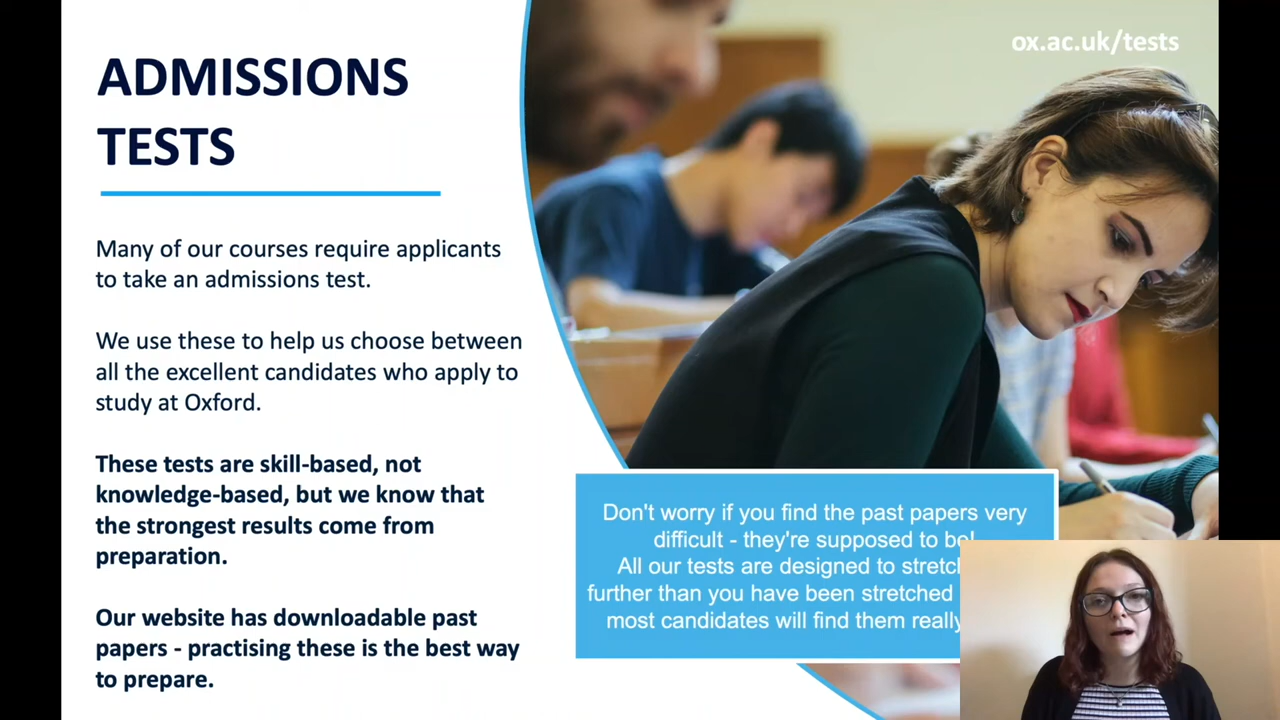 ADMISSIONS
TESTS
ox.ac.uk/tests
Many of our courses require applicants
to take an admissions test.
We use these to help us choose between
all the excellent candidates who apply to
study at Oxford.
These tests are skill-based, not
knowledge-based, but we know that
the strongest results come from
preparation.
Our website has downloadable past
papers - practising these is the best way
to prepare.
Don't worry if you find the past papers very
difficult - they're supposed to be!
All our tests are designed to stretch
further than you have been stretched
most candidates will find them really